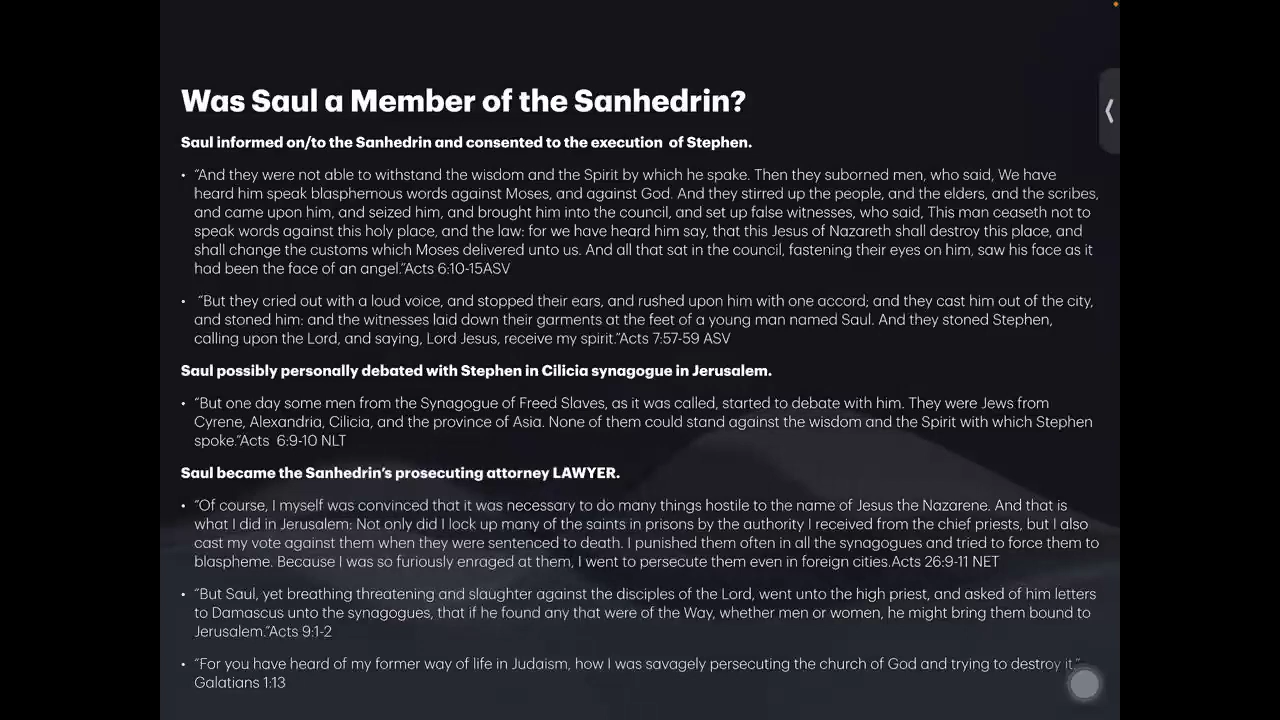 Was Saul a Member of the Sanhedrin?
Saul informed on/to the Sanhedrin and consented to the execution of Stephen.
• “And they were not able to withstand the wisdom and the Spirit by which he spake. Then they suborned men, who said, We have
heard him speak blasphemous words against Moses, and against God. And they stirred up the people, and the elders, and the scribes,
and came upon him, and seized him, and brought him into the council, and set up false witnesses, who said, This man ceaseth not to
speak words against this holy place, and the law: for we have heard him say, that this Jesus of Nazareth shall destroy this place, and
shall change the customs which Moses delivered unto us. And all that sat in the council, fastening their eyes on him, saw his face as it
had been the face of an angel.”Acts 6:10-15ASV
• “But they cried out with a loud voice, and stopped their ears, and rushed upon him with one accord; and they cast him out of the city,
and stoned him: and the witnesses laid down their garments at the feet of a young man named Saul. And they stoned Stephen,
calling upon the Lord, and saying, Lord Jesus, receive my spirit.”Acts 7:57-59 ASV
Saul possibly personally debated with Stephen in Cilicia synagogue in Jerusalem.
• “But one day some men from the Synagogue of Freed Slaves, as it was called, started to debate with him. They were Jews from
Cyrene, Alexandria, Cilicia, and the province of Asia. None of them could stand against the wisdom and the Spirit with which Stephen
spoke.”Acts 6:9-10 NLT
Saul became the Sanhedrin’s prosecuting attorney LAWYER.
• “Of course, I myself was convinced that it was necessary to do many things hostile to the name of Jesus the Nazarene. And that is
what I did in Jerusalem: Not only did I lock up many of the saints in prisons by the authority I received from the chief priests, but I also
cast my vote against them when they were sentenced to death. I punished them often in all the synagogues and tried to force them to
blaspheme. Because I was so furiously enraged at them, I went to persecute them even in foreign cities.Acts 26:9-11 NET
• “But Saul, yet breathing threatening and slaughter against the disciples of the Lord, went unto the high priest, and asked of him letters
to Damascus unto the synagogues, that if he found any that were of the Way, whether men or women, he might bring them bound to
Jerusalem.”Acts 9:1-2
• “For you have heard of my former way of life in Judaism, how I was savagely persecuting the church of God and trying to destroy it.”
Galatians 1:13